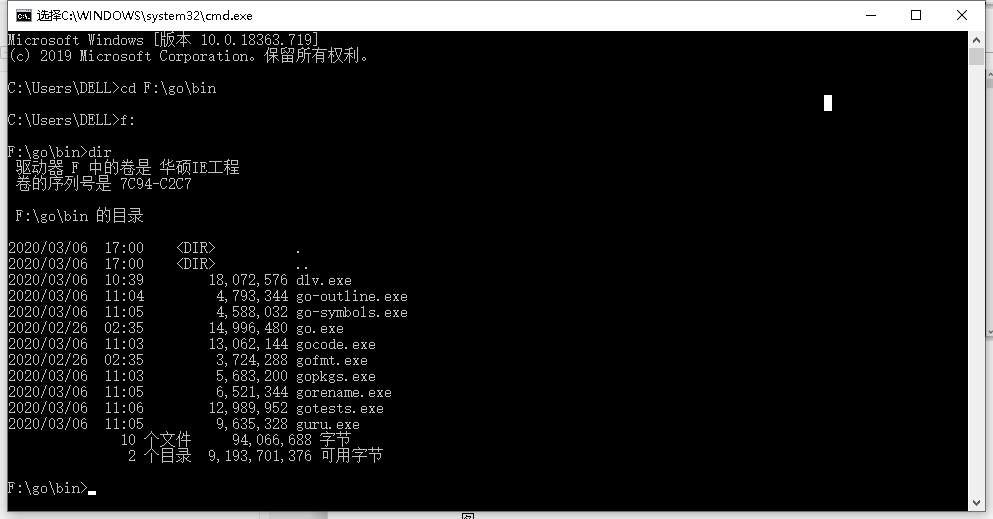 选择C:\WINDOWS\system32\cmd.exe
Microsoft Windows [版本 10.0.18363.719]
(c) 2019 Microsoft Corporation。保留所有权利。
C:\Users\DELL>cd F:\go\bin
C:\Users\DELL>f:
F:\go\bin>dir
驱动器 F 中的卷是 华硕IE工程
卷的序列号是 7C94-C2C7
F:\go\bin 的目录
2020/03/06  17:00    <DIR>          .
2020/03/06  17:00    <DIR>          ..
2020/03/06  10:39        18,072,576 dlv.exe
2020/03/06  11:04         4,793,344 go-outline.exe
2020/03/06  11:05         4,588,032 go-symbols.exe
2020/02/26  02:35        14,996,480 go.exe
2020/03/06  11:03        13,062,144 gocode.exe
2020/02/26  02:35         3,724,288 gofmt.exe
2020/03/06  11:03         5,683,200 gopkgs.exe
2020/03/06  11:05         6,521,344 gorename.exe
2020/03/06  11:06        12,989,952 gotests.exe
2020/03/06  11:05         9,635,328 guru.exe
10 个文件     94,066,688 字节
2 个目录  9,193,701,376 可用字节
F:\go\bin>